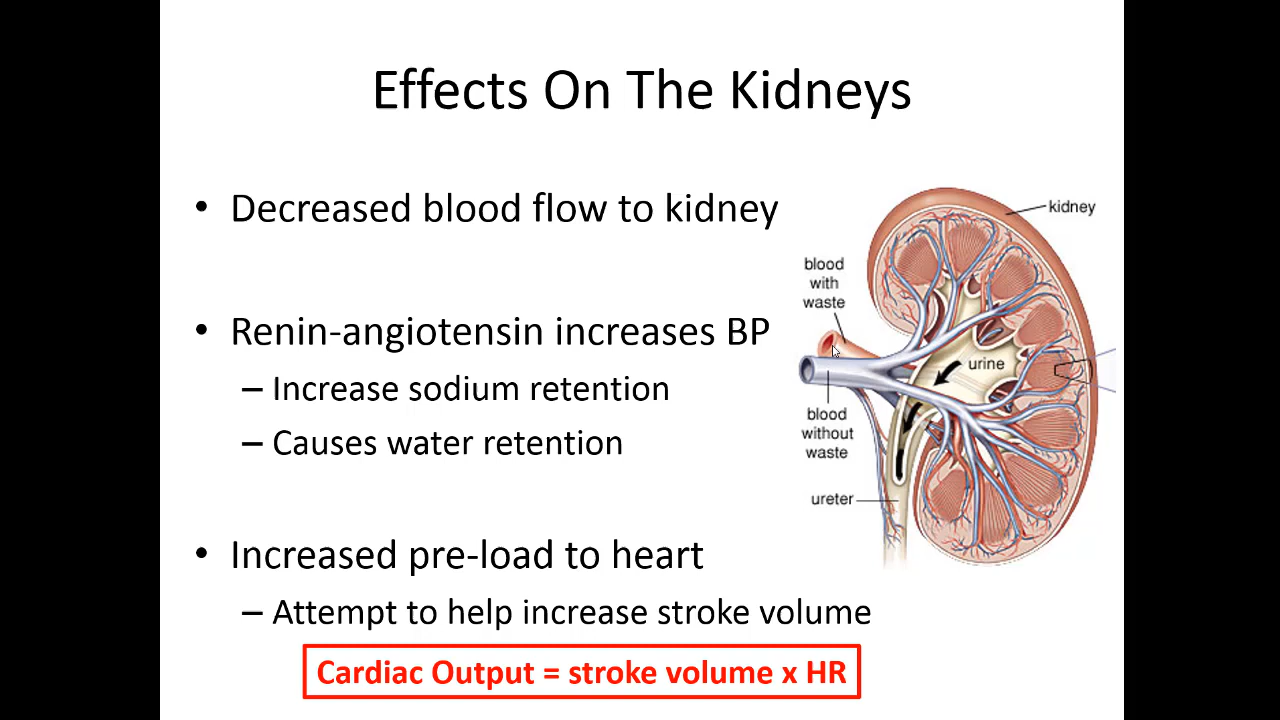 Effects On The Kidneys
• Decreased blood flow to kidney
• Renin-angiotensin increases BP
– Increase sodium retention
– Causes water retention
• Increased pre-load to heart
– Attempt to help increase stroke volume
Cardiac Output = stroke volume x HR
kidney
blood
with
waste
urine
blood
without
waste
ureter